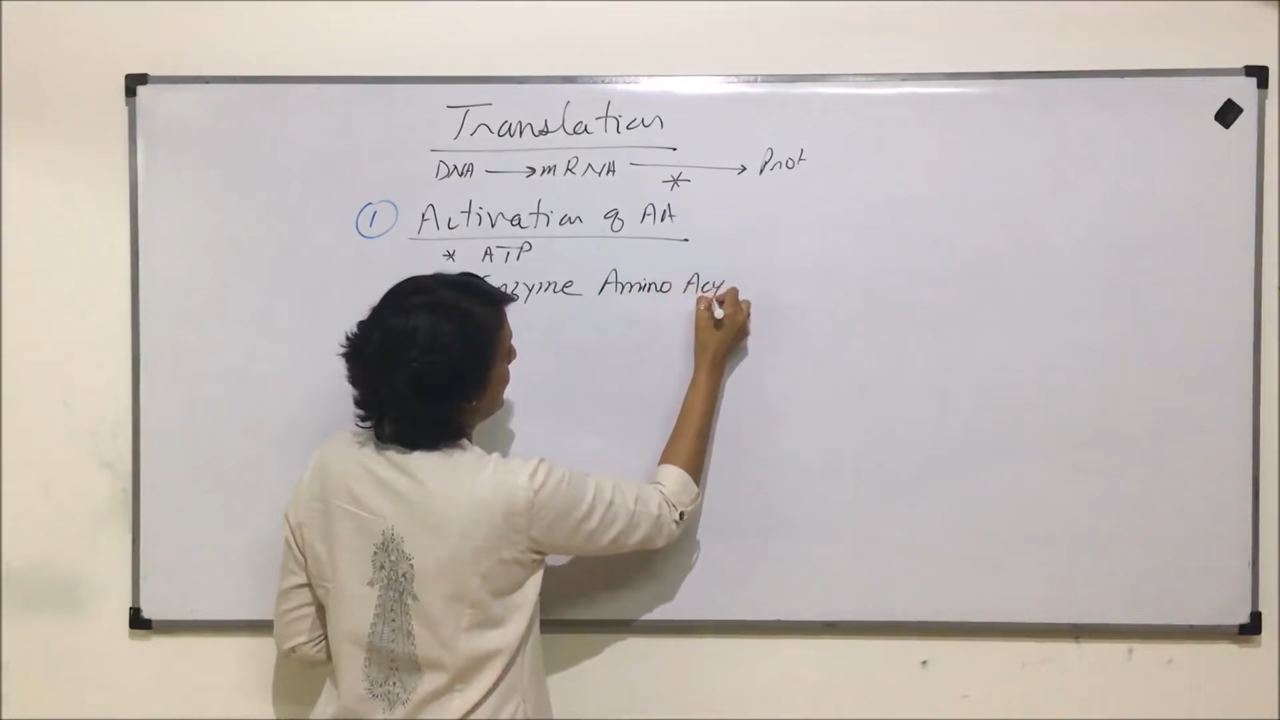 Translation
DNA → mRNA → Prot
*
① Activation of AA
* ATP
Enzyme Amino Acy